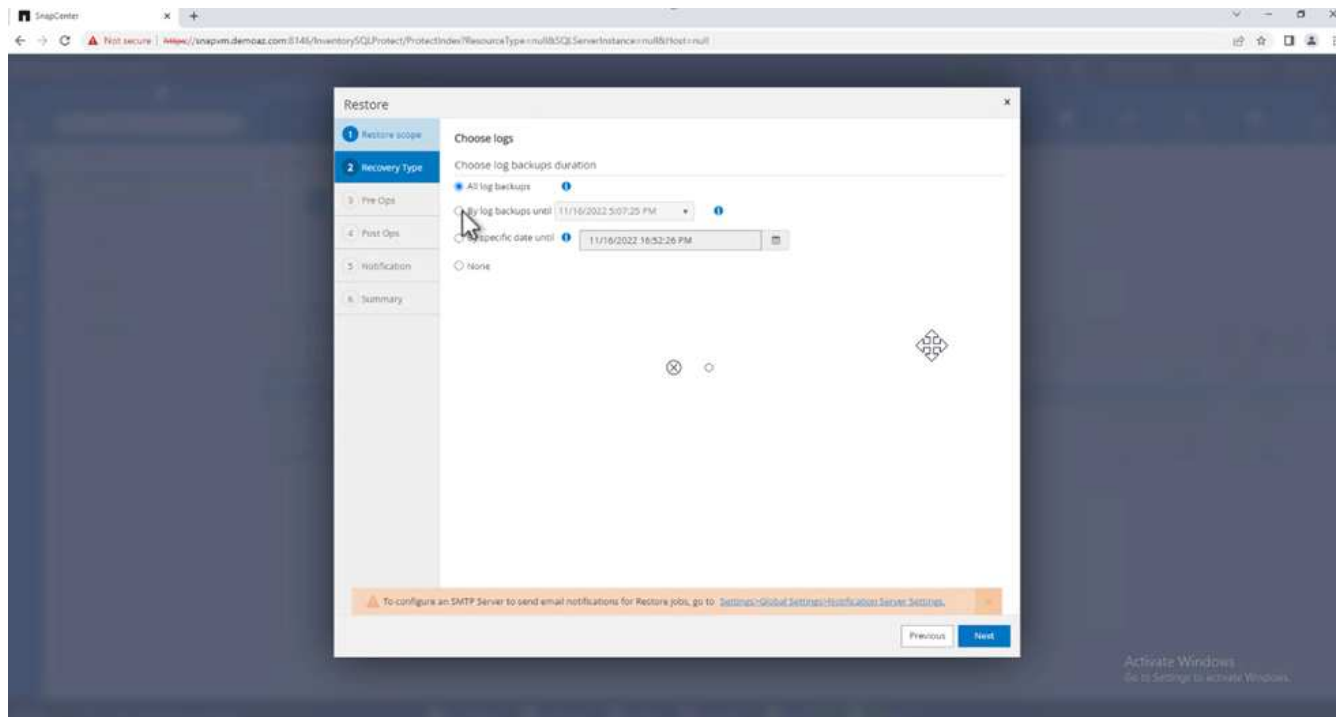 SnapCenter
Not secure | https://snapvm.demoaz.com:8146/InventorySQLProtect/ProtectIndex?ResourceType=null&SQLServerInstance=null&Host=null
Restore
1 Restore scope
2 Recovery Type
3 Pre Ops
4 Post Ops
5 Notification
6 Summary
Choose logs
Choose log backups duration
All log backups
By log backups until 11/16/2022 5:07:25 PM
specific date until 11/16/2022 16:52:26 PM
None
To configure an SMTP Server to send email notifications for Restore jobs, go to Settings>Global Settings>Notification Server Settings.
Previous Next
Activate Windows
Go to Settings to activate Windows.